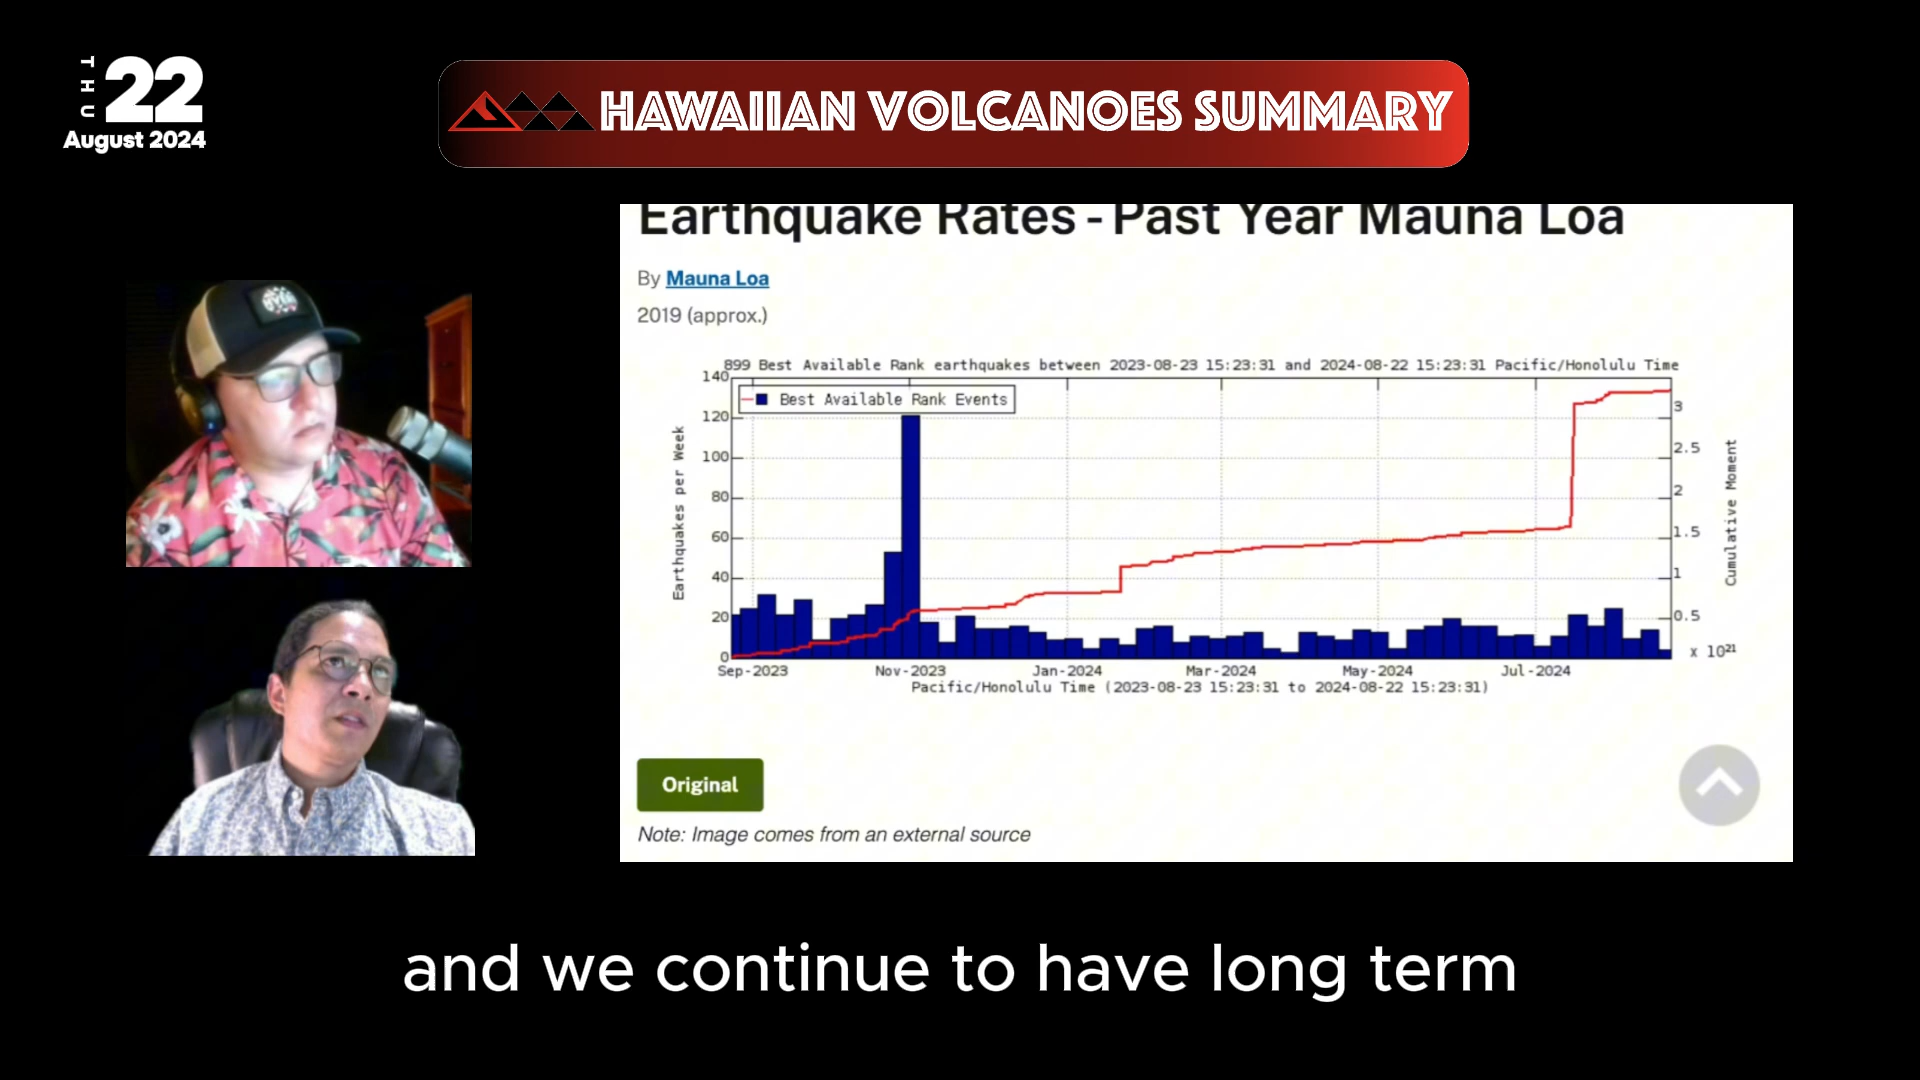 THU
22
August 2024
HAWAIIAN VOLCANOES SUMMARY
Earthquake Rates - Past Year Mauna Loa
By Mauna Loa
2019 (approx.)
899 Best Available Rank earthquakes between 2023-08-23 15:23:31 and 2024-08-22 15:23:31 Pacific/Honolulu Time
Best Available Rank Events
Earthquakes per Week
140
120
100
80
60
40
20
0
3
2.5
2
1.5
1
0.5
x 10²¹
Cumulative Moment
Sep-2023 Nov-2023 Jan-2024 Mar-2024 May-2024 Jul-2024
Pacific/Honolulu Time (2023-08-23 15:23:31 to 2024-08-22 15:23:31)
Original
Note: Image comes from an external source
and we continue to have long term